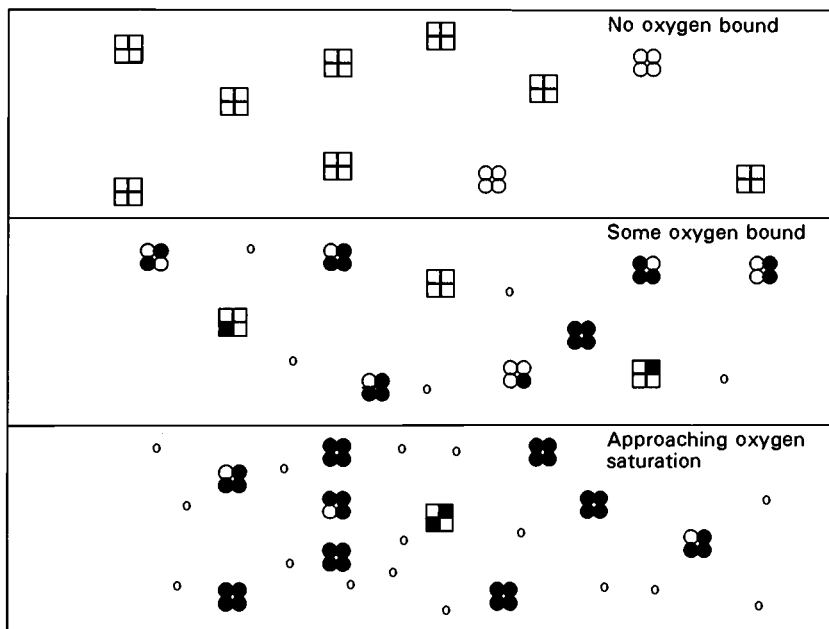 No oxygen bound
Some oxygen bound
Approaching oxygen
saturation